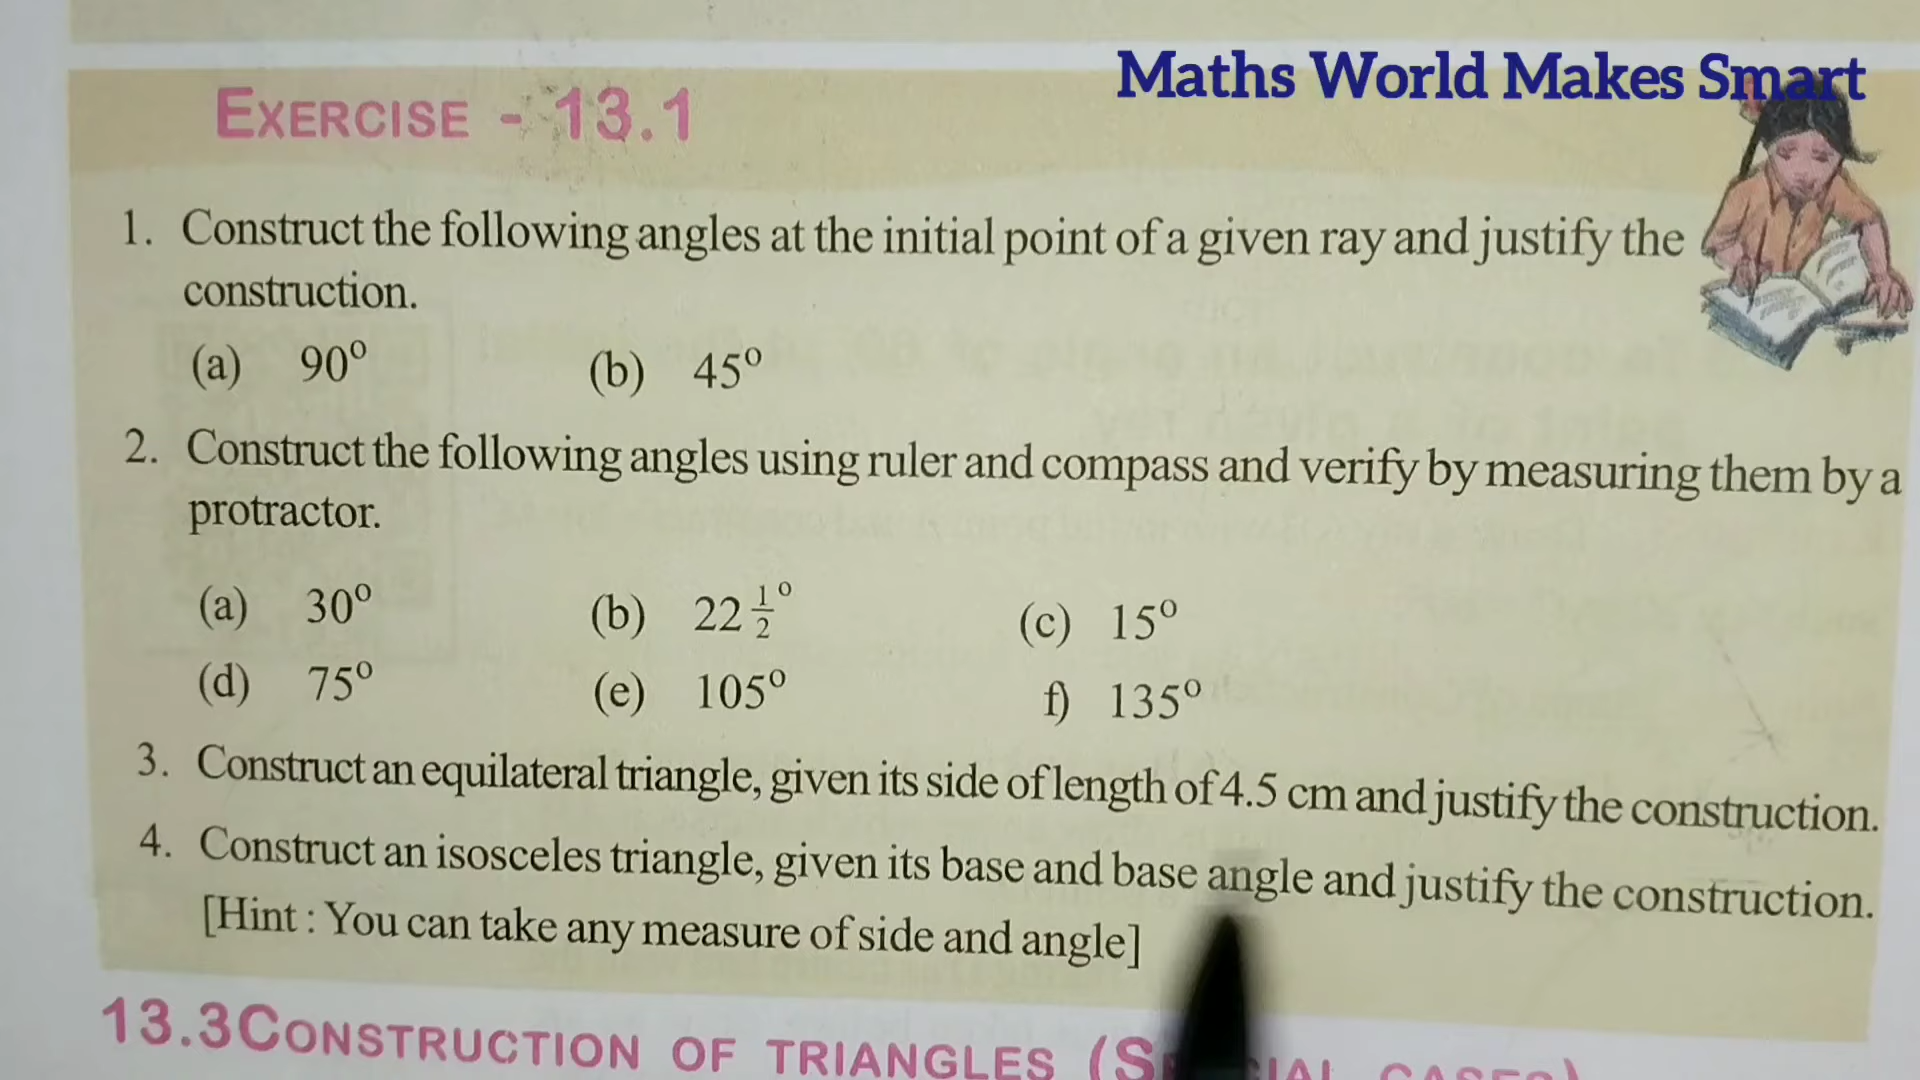 Maths World Makes Smart
EXERCISE - 13.1
1. Construct the following angles at the initial point of a given ray and justify the
construction.
(a) 90° (b) 45°
2. Construct the following angles using ruler and compass and verify by measuring them by a
protractor.
(a) 30° (b) 22 1/2° (c) 15°
(d) 75° (e) 105° f) 135°
3. Construct an equilateral triangle, given its side of length of 4.5 cm and justify the construction.
4. Construct an isosceles triangle, given its base and base angle and justify the construction.
[Hint : You can take any measure of side and angle]
13.3 CONSTRUCTION OF TRIANGLES (